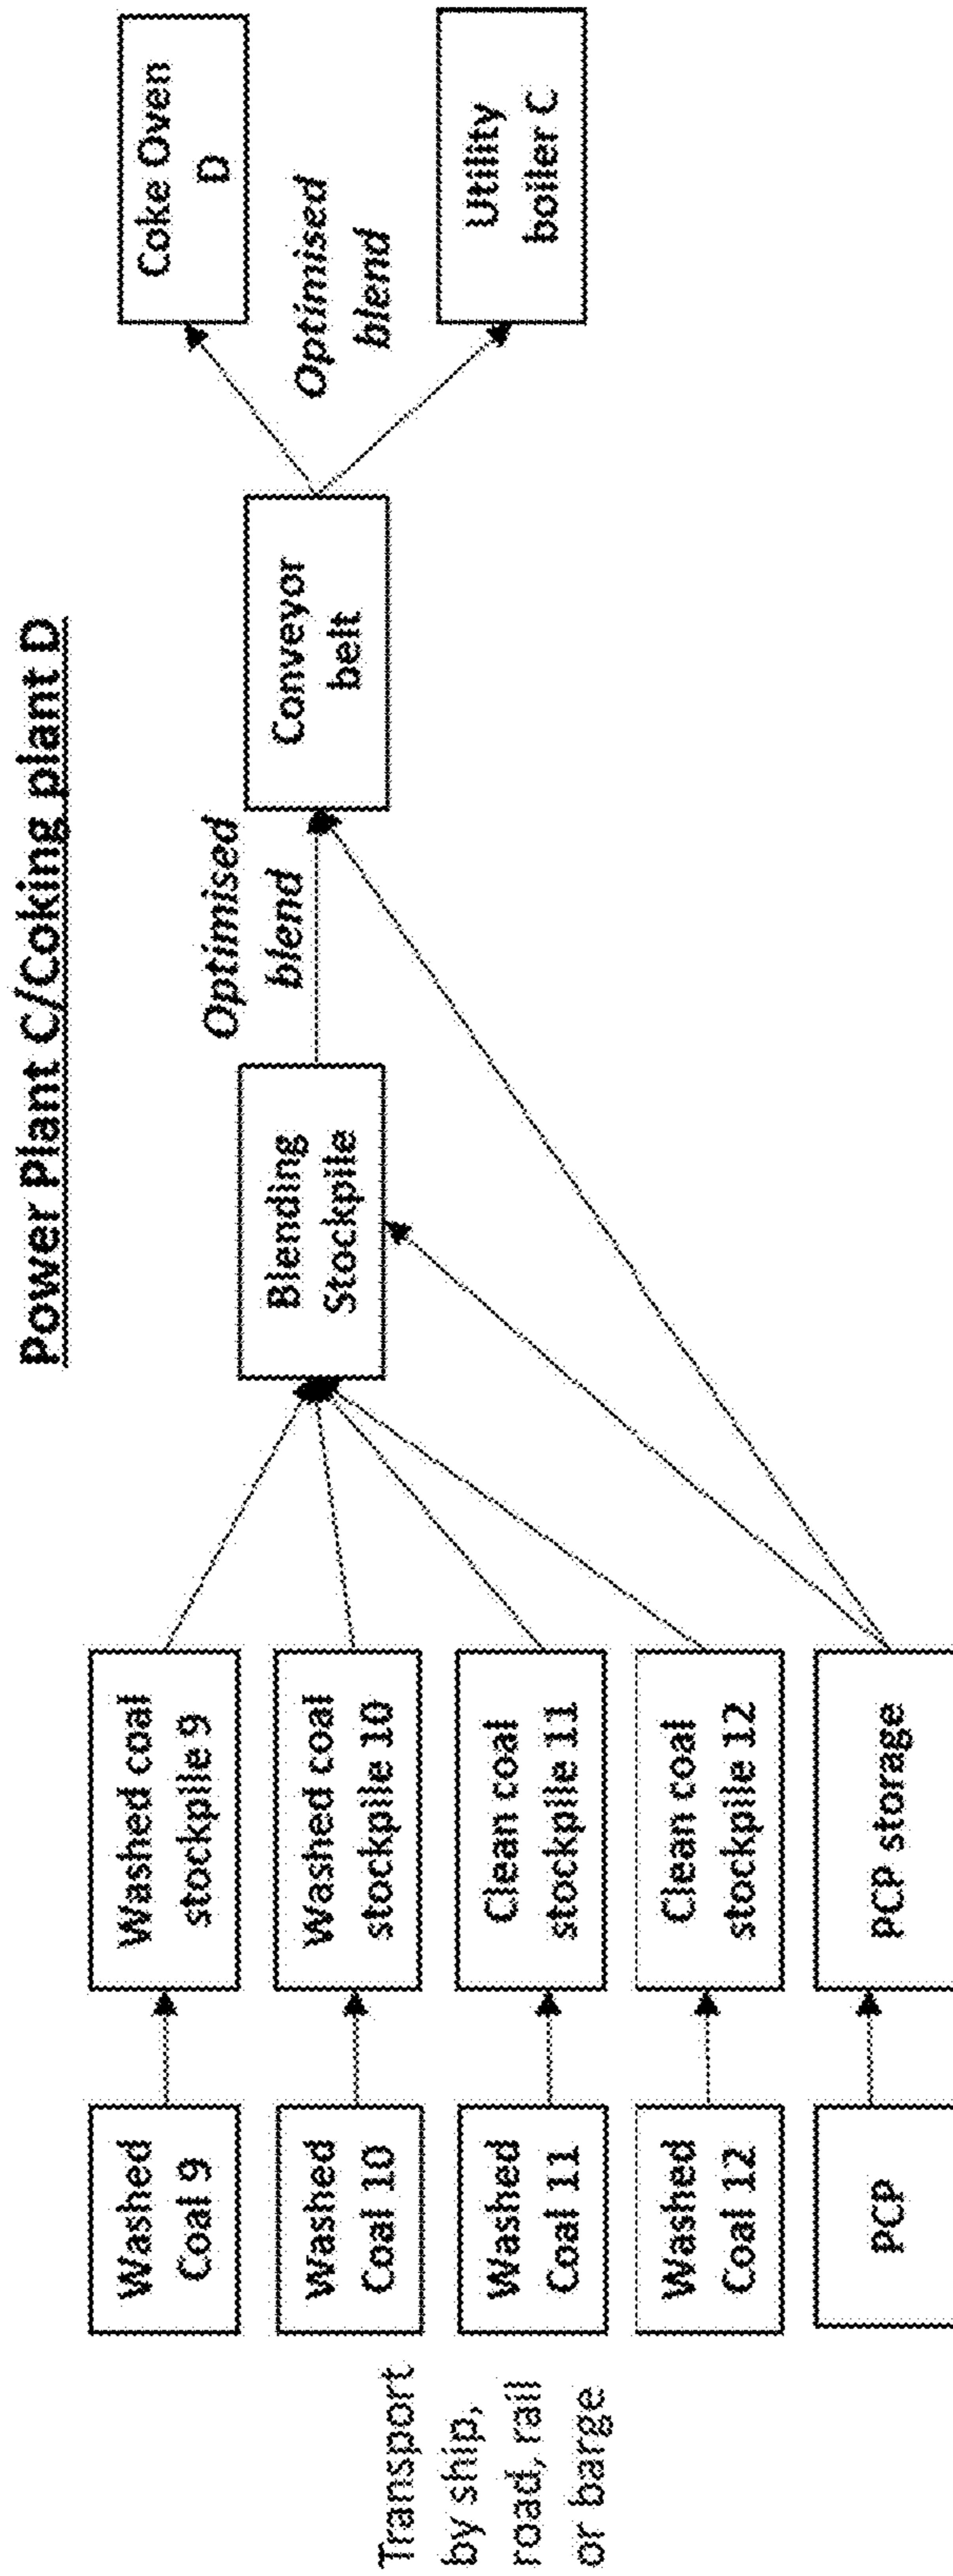 Power Plant C/Coking plant D
Transport
by ship,
road, rail
or barge
Washed
Coal 9
Washed
Coal 10
Washed
Coal 11
Washed
Coal 12
PCP
Washed coal
stockpile 9
Washed coal
stockpile 10
Clean coal
stockpile 11
Clean coal
stockpile 12
PCP storage
Blending
Stockpile
Optimised
blend
Conveyor
belt
Optimised
blend
Coke Oven
D
Utility
boiler C